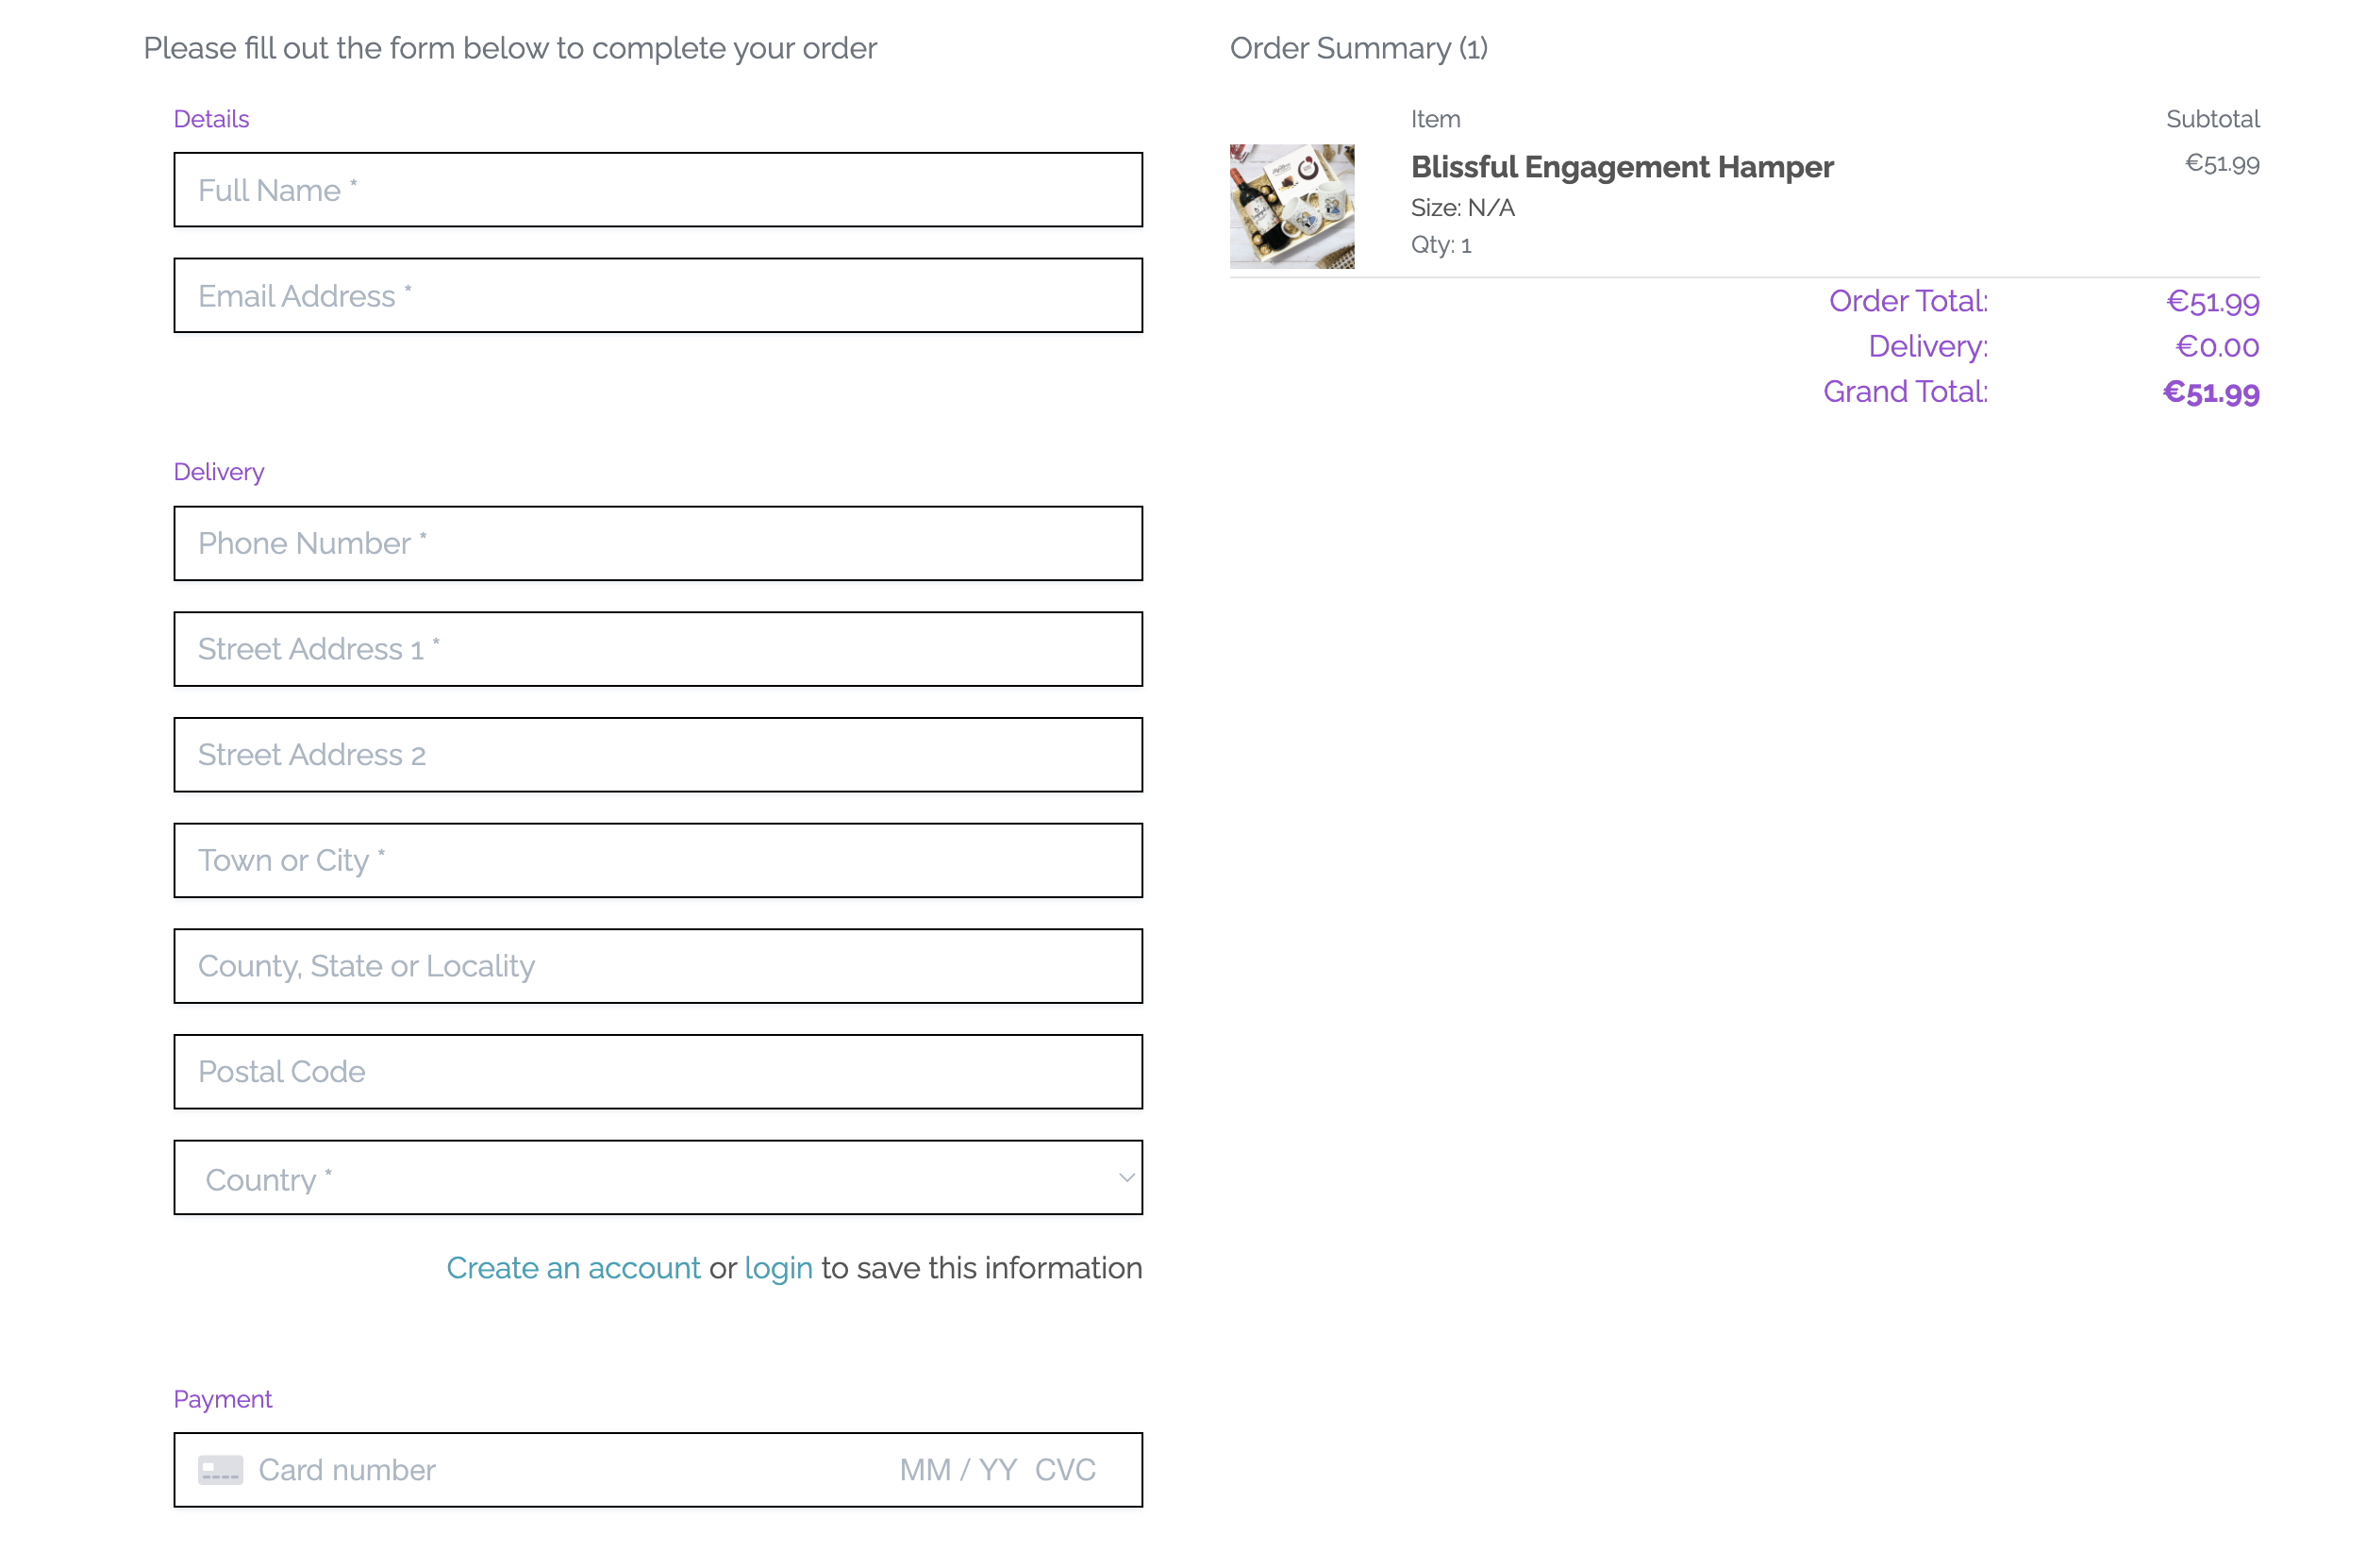 Please fill out the form below to complete your order
Details
Full Name *
Email Address *
Delivery
Phone Number *
Street Address 1 *
Street Address 2
Town or City *
County, State or Locality
Postal Code
Country *
Create an account or login to save this information
Payment
Card number MM / YY CVC
Order Summary (1)
Item Subtotal
Blissful Engagement Hamper €51.99
Size: N/A
Qty: 1
Order Total: €51.99
Delivery: €0.00
Grand Total: €51.99